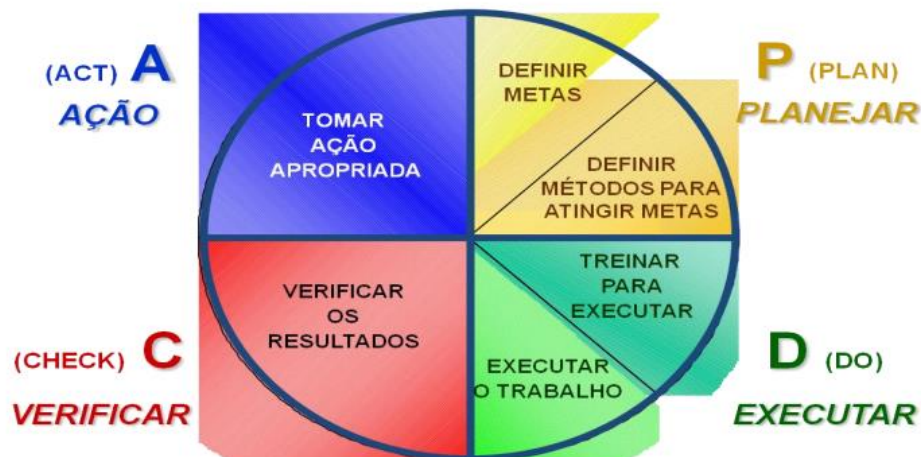 (ACT) A
AÇÃO
TOMAR
AÇÃO
APROPRIADA
DEFINIR
METAS
P (PLAN)
PLANEJAR
DEFINIR
MÉTODOS PARA
ATINGIR METAS
TREINAR
PARA
EXECUTAR
D (DO)
EXECUTAR
EXECUTAR
O TRABALHO
VERIFICAR
OS
RESULTADOS
(CHECK) C
VERIFICAR